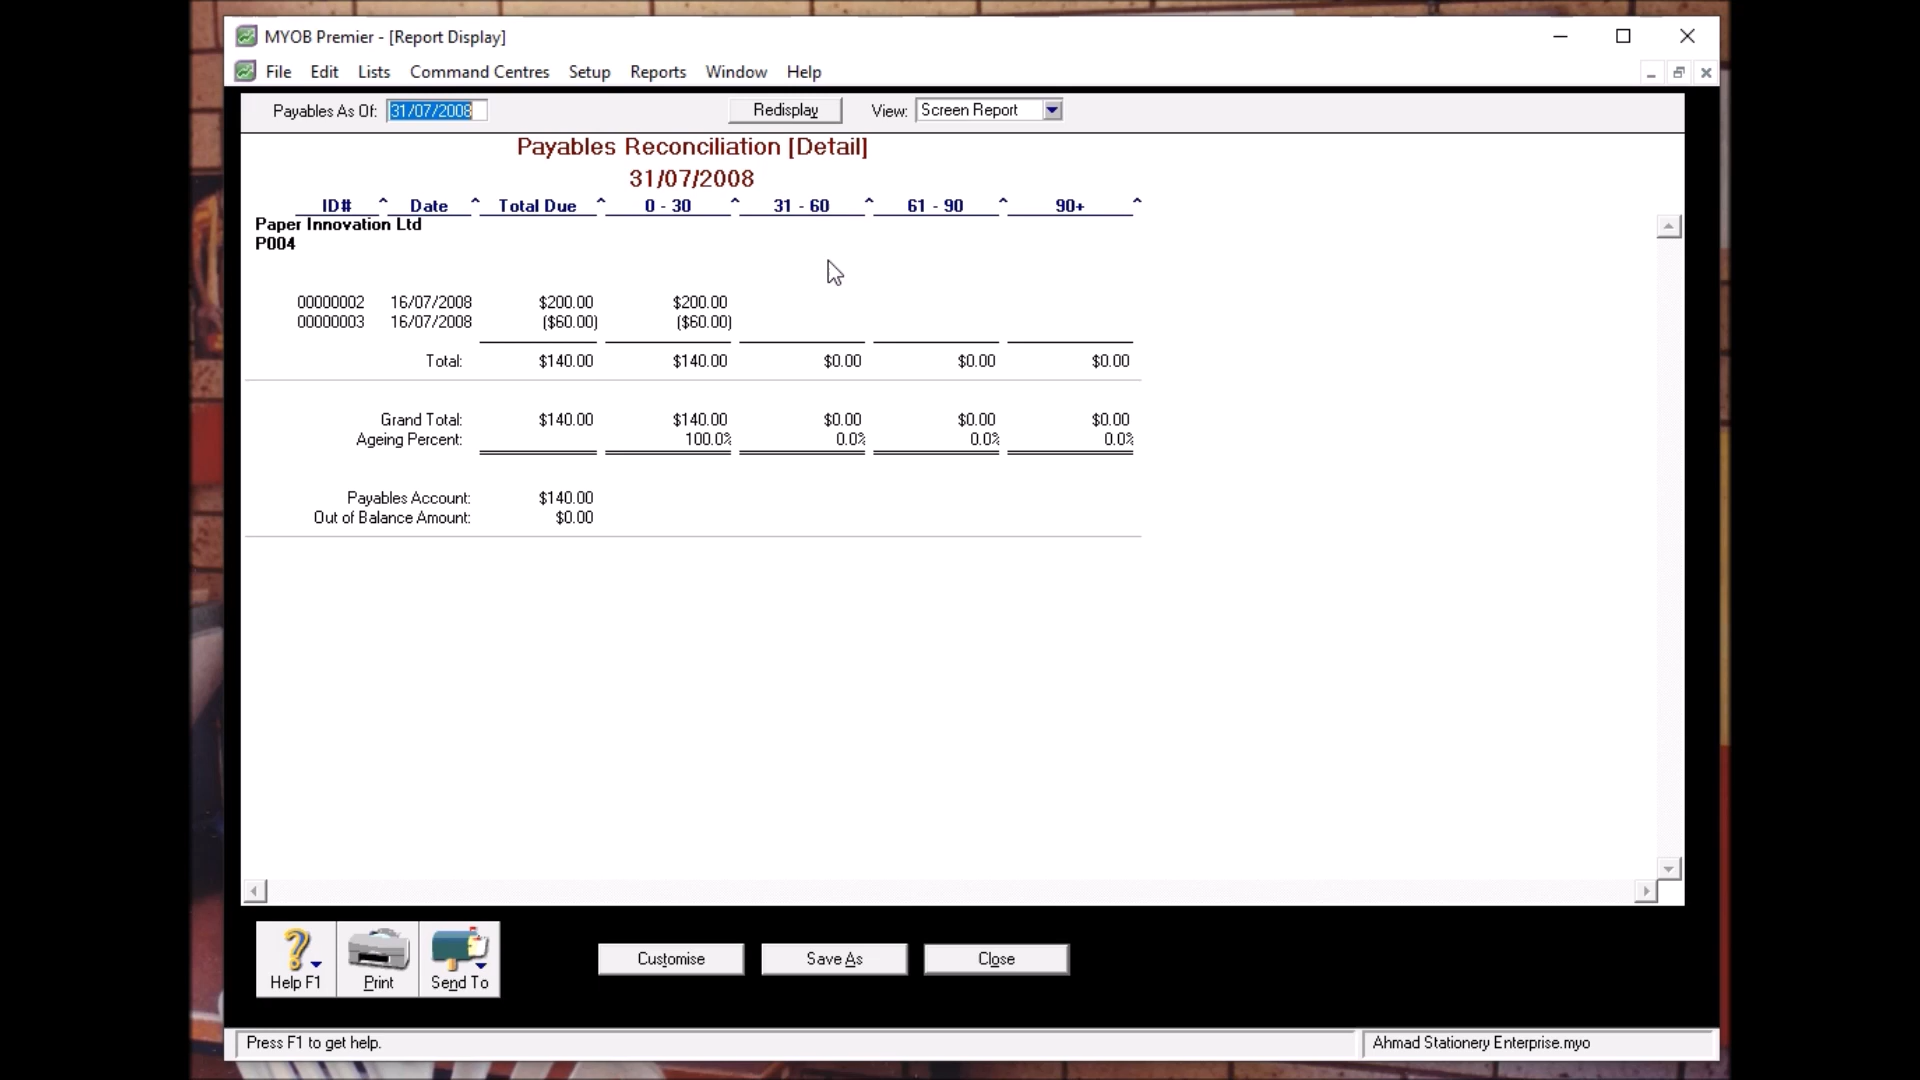 MYOB Premier - [Report Display]
File Edit Lists Command Centres Setup Reports Window Help
Payables As Of: 31/07/2008 Redisplay View: Screen Report
Payables Reconciliation [Detail]
31/07/2008
ID# ^ Date ^ Total Due ^ 0 - 30 ^ 31 - 60 ^ 61 - 90 ^ 90+ ^
Paper Innovation Ltd
P004
00000002 16/07/2008 $200.00 $200.00
00000003 16/07/2008 ($60.00) ($60.00)
Total: $140.00 $140.00 $0.00 $0.00 $0.00
Grand Total: $140.00 $140.00 $0.00 $0.00 $0.00
Ageing Percent: 100.0% 0.0% 0.0% 0.0%
Payables Account: $140.00
Out of Balance Amount: $0.00
Help F1 Print Send To Customise Save As Close
Press F1 to get help. Ahmad Stationery Enterprise.myo